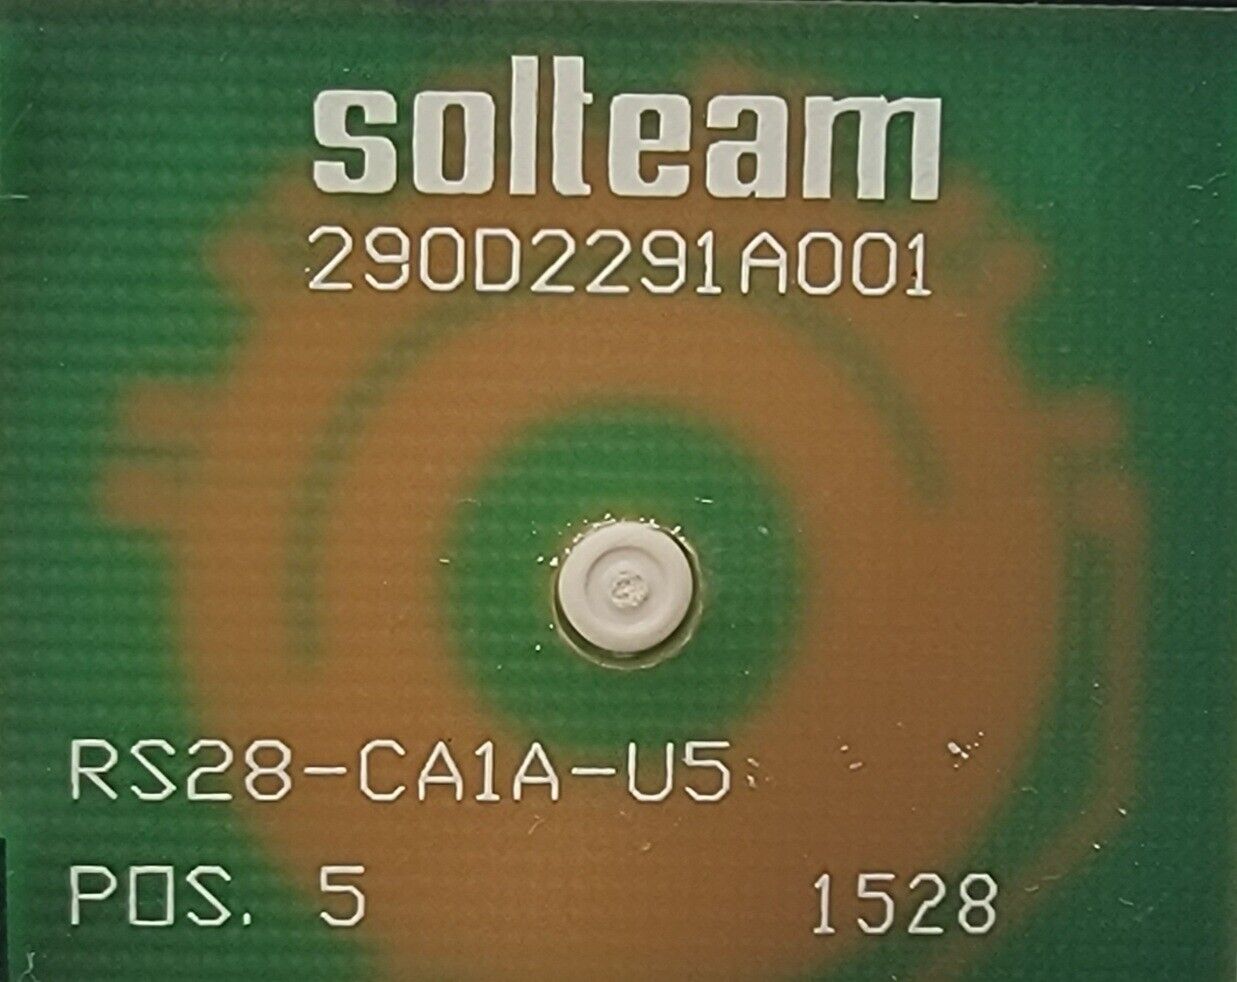 solteam
290D2291A001
RS28-CA1A-U5
POS. 5
1528